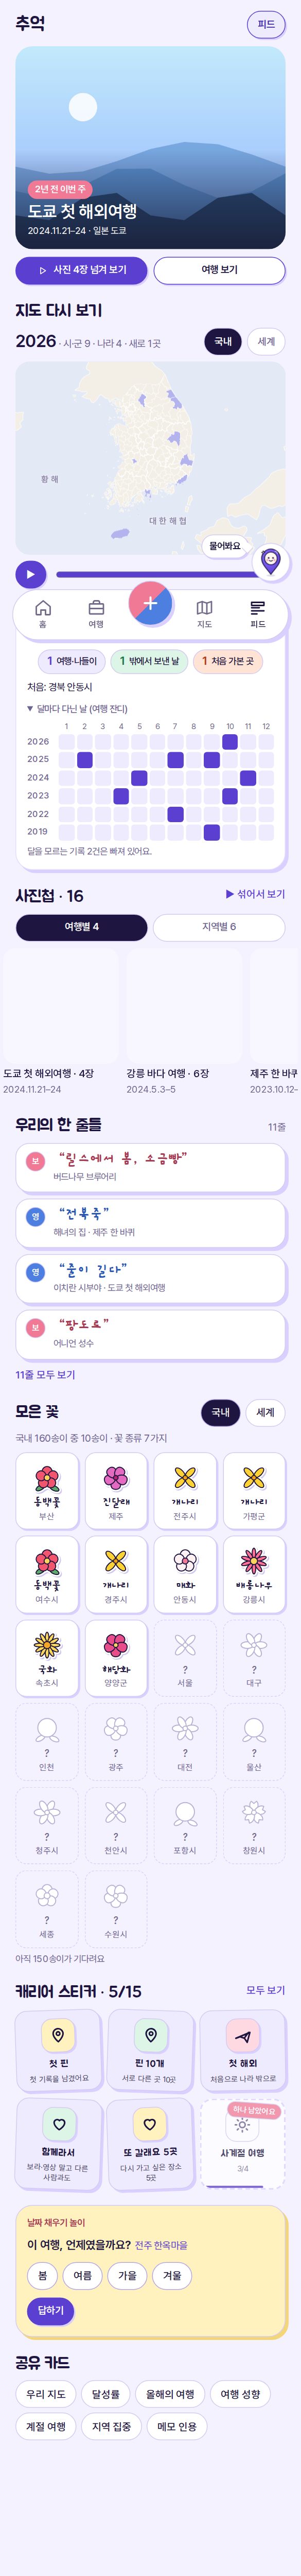 추억
피드
2년 전 이번 주
도쿄 첫 해외여행
2024.11.21–24 · 일본 도쿄
사진 4장 넘겨 보기
여행 보기
지도 다시 보기
2026 · 시·군 9 · 나라 4 · 새로 1곳
국내
세계
황 해
대 한 해 협
물어봐요
홈
여행
지도
피드
1 여행·나들이
1 밖에서 보낸 날
1 처음 가본 곳
처음: 경북 안동시
▼ 달마다 다닌 날 (여행 잔디)
1 2 3 4 5 6 7 8 9 10 11 12
2026
2025
2024
2023
2022
2019
달을 모르는 기록 2건은 빠져 있어요.
사진첩 · 16
▶ 섞어서 보기
여행별 4
지역별 6
도쿄 첫 해외여행 · 4장
2024.11.21–24
강릉 바다 여행 · 6장
2024.5.3–5
제주 한 바퀴
2023.10.12–
우리의 한 줄들
11줄
보
“릴스에서 봄, 소금빵”
버드나무 브루어리
영
“전복죽”
해녀의 집 · 제주 한 바퀴
영
“줄이 길다”
이치란 시부야 · 도쿄 첫 해외여행
보
“팡도르”
어니언 성수
11줄 모두 보기
모은 꽃
국내
세계
국내 160송이 중 10송이 · 꽃 종류 7가지
동백꽃
부산
진달래
제주
개나리
전주시
개나리
가평군
동백꽃
여수시
개나리
경주시
매화
안동시
배롱나무
강릉시
국화
속초시
해당화
양양군
?
서울
?
대구
?
인천
?
광주
?
대전
?
울산
?
청주시
?
천안시
?
포항시
?
창원시
?
세종
?
수원시
아직 150송이가 기다려요
캐리어 스티커 · 5/15
모두 보기
첫 핀
첫 기록을 남겼어요
핀 10개
서로 다른 곳 10곳
첫 해외
처음으로 나라 밖으로
함께라서
보라·영상 말고 다른
사람과도
또 갈래요 5곳
다시 가고 싶은 장소
5곳
하나 남았어요
사계절 여행
3/4
날짜 채우기 놀이
이 여행, 언제였을까요? 전주 한옥마을
봄
여름
가을
겨울
답하기
공유 카드
우리 지도
달성률
올해의 여행
여행 성향
계절 여행
지역 집중
메모 인용